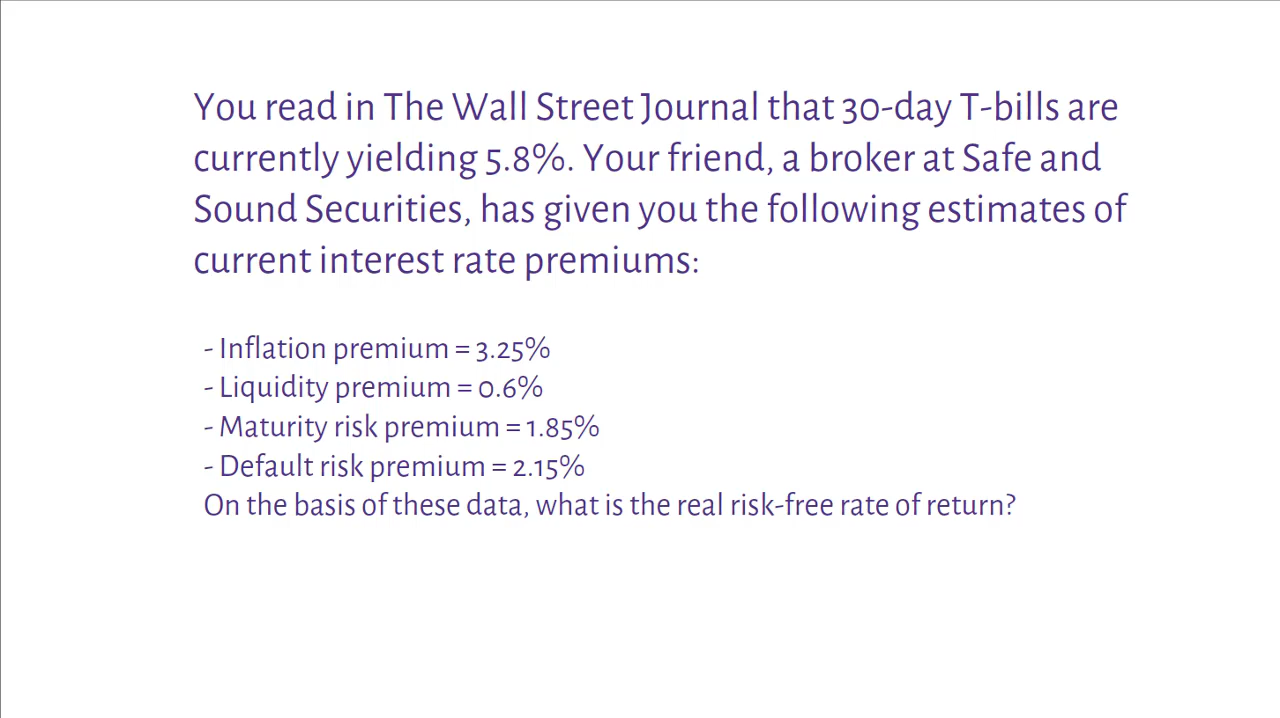 You read in The Wall Street Journal that 30-day T-bills are
currently yielding 5.8%. Your friend, a broker at Safe and
Sound Securities, has given you the following estimates of
current interest rate premiums:
- Inflation premium = 3.25%
- Liquidity premium = 0.6%
- Maturity risk premium = 1.85%
- Default risk premium = 2.15%
On the basis of these data, what is the real risk-free rate of return?